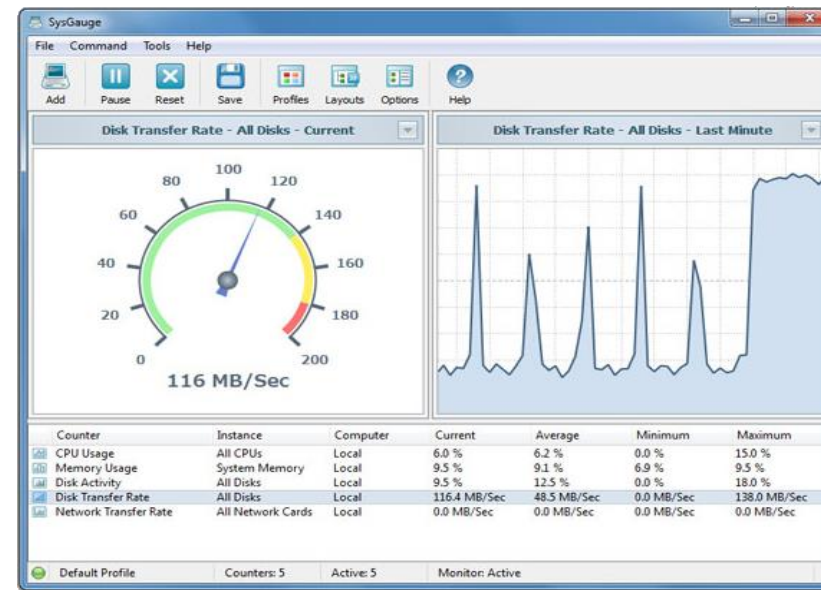 SysGauge
File Command Tools Help
Add Pause Reset Save Profiles Layouts Options Help
Disk Transfer Rate - All Disks - Current
Disk Transfer Rate - All Disks - Last Minute
0 20 40 60 80 100 120 140 160 180 200
116 MB/Sec
Counter Instance Computer Current Average Minimum Maximum
CPU Usage All CPUs Local 6.0 % 6.2 % 0.0 % 15.0 %
Memory Usage System Memory Local 9.5 % 9.1 % 6.9 % 9.5 %
Disk Activity All Disks Local 9.5 % 12.5 % 0.0 % 18.0 %
Disk Transfer Rate All Disks Local 116.4 MB/Sec 48.5 MB/Sec 0.0 MB/Sec 138.0 MB/Sec
Network Transfer Rate All Network Cards Local 0.0 MB/Sec 0.0 MB/Sec 0.0 MB/Sec 0.0 MB/Sec
Default Profile Counters: 5 Active: 5 Monitor: Active